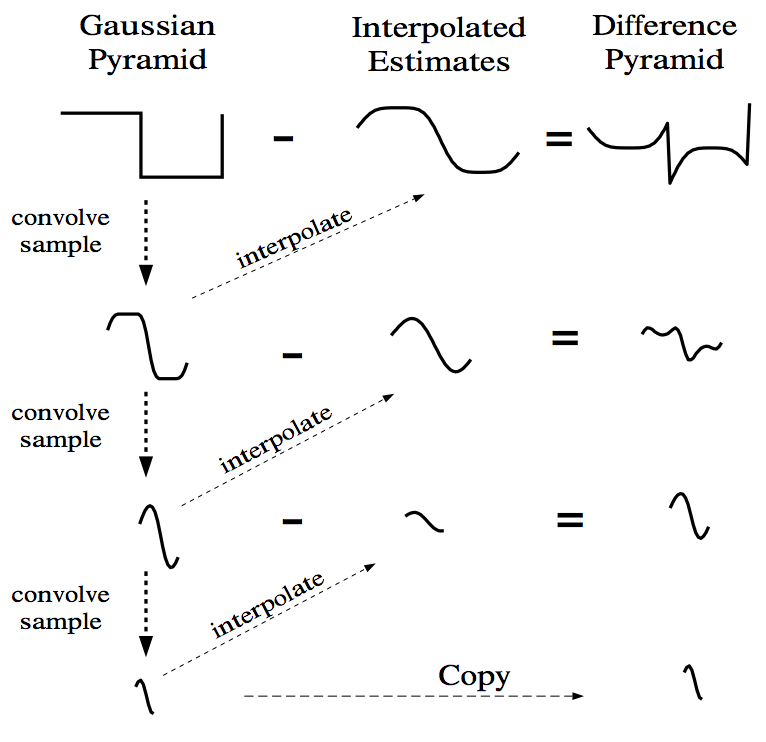 Gaussian
Pyramid
Interpolated
Estimates
Difference
Pyramid
-
=
convolve
sample
interpolate
-
=
convolve
sample
interpolate
-
=
convolve
sample
interpolate
Copy